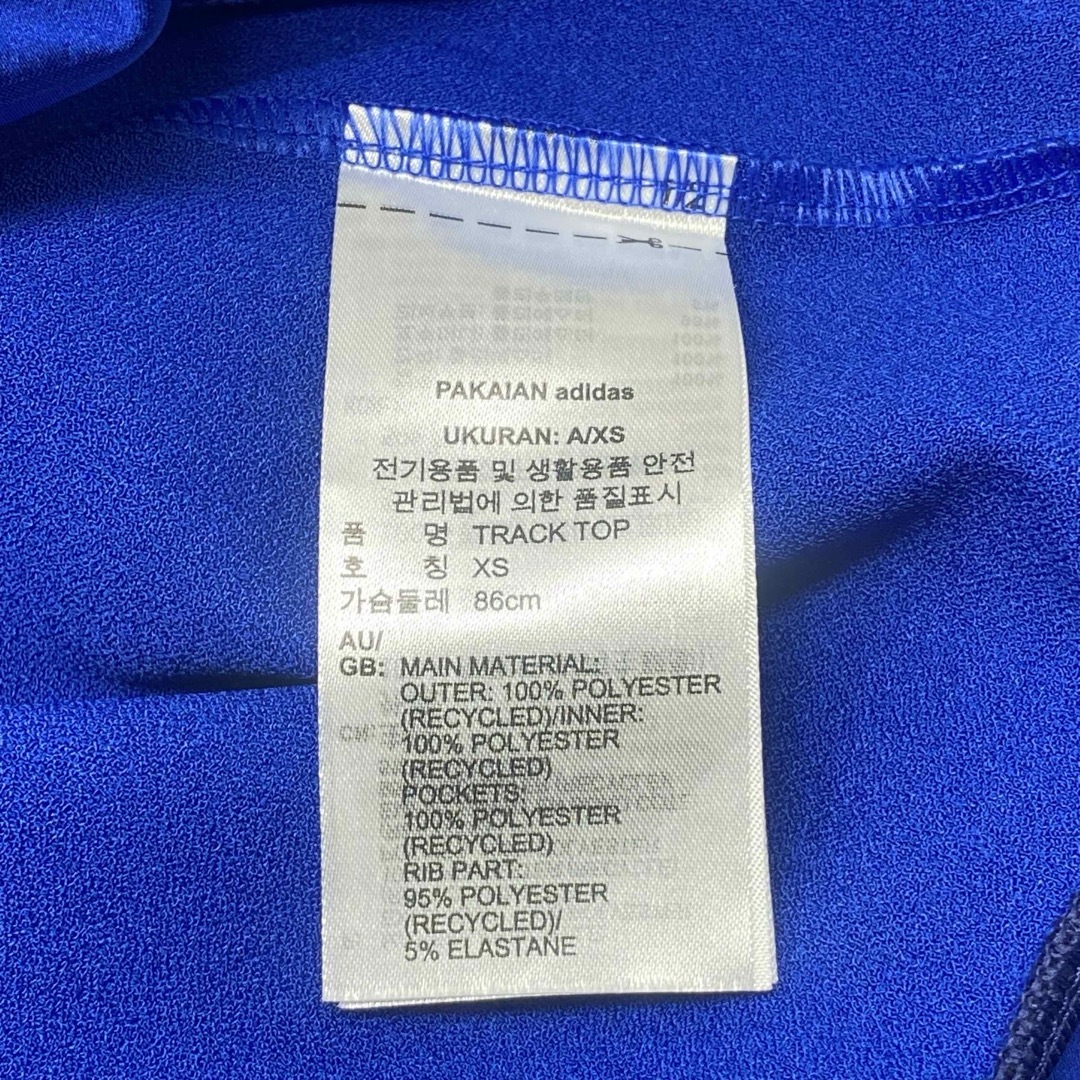 PAKAIAN adidas
UKURAN: A/XS
전기용품 및 생활용품 안전
관리법에 의한 품질표시
품 명 TRACK TOP
호 칭 XS
가슴둘레 86cm
AU/
GB: MAIN MATERIAL:
OUTER: 100% POLYESTER
(RECYCLED)/INNER:
100% POLYESTER
(RECYCLED)
POCKETS:
100% POLYESTER
(RECYCLED)
RIB PART:
95% POLYESTER
(RECYCLED)/
5% ELASTANE